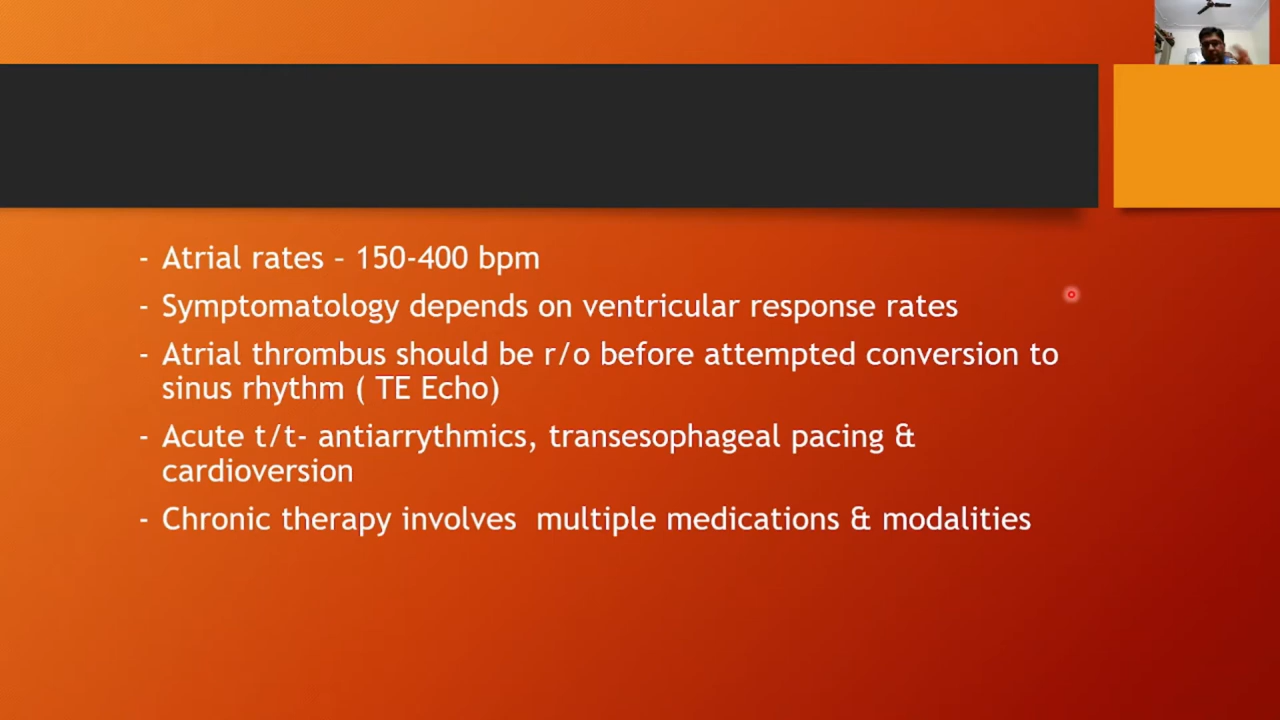 - Atrial rates – 150-400 bpm
- Symptomatology depends on ventricular response rates
- Atrial thrombus should be r/o before attempted conversion to
sinus rhythm ( TE Echo)
- Acute t/t- antiarrythmics, transesophageal pacing &
cardioversion
- Chronic therapy involves  multiple medications & modalities